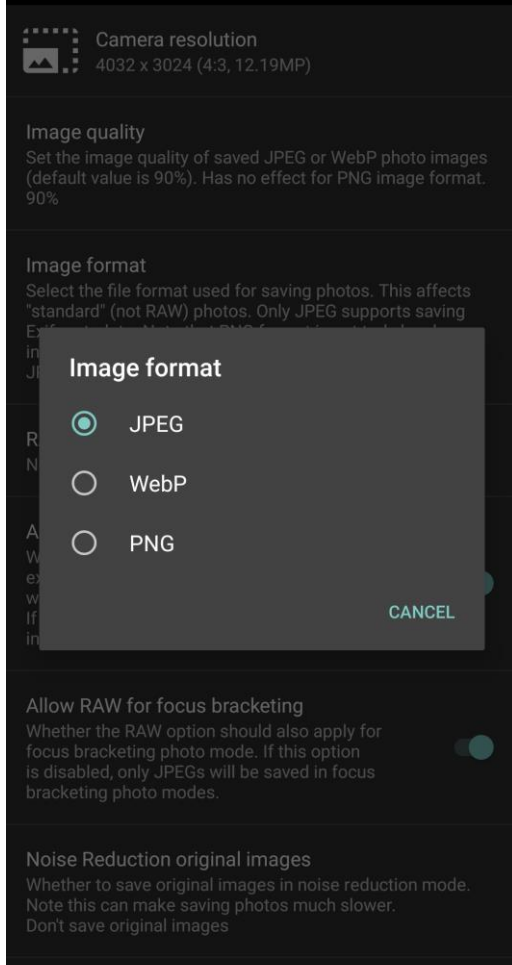 Camera resolution
4032 x 3024 (4:3, 12.19MP)
Image quality
Set the image quality of saved JPEG or WebP photo images
(default value is 90%). Has no effect for PNG image format.
90%
Image format
Select the file format used for saving photos. This affects
"standard" (not RAW) photos. Only JPEG supports saving
Image format
JPEG
WebP
PNG
CANCEL
Allow RAW for focus bracketing
Whether the RAW option should also apply for
focus bracketing photo mode. If this option
is disabled, only JPEGs will be saved in focus
bracketing photo modes.
Noise Reduction original images
Whether to save original images in noise reduction mode.
Note this can make saving photos much slower.
Don't save original images